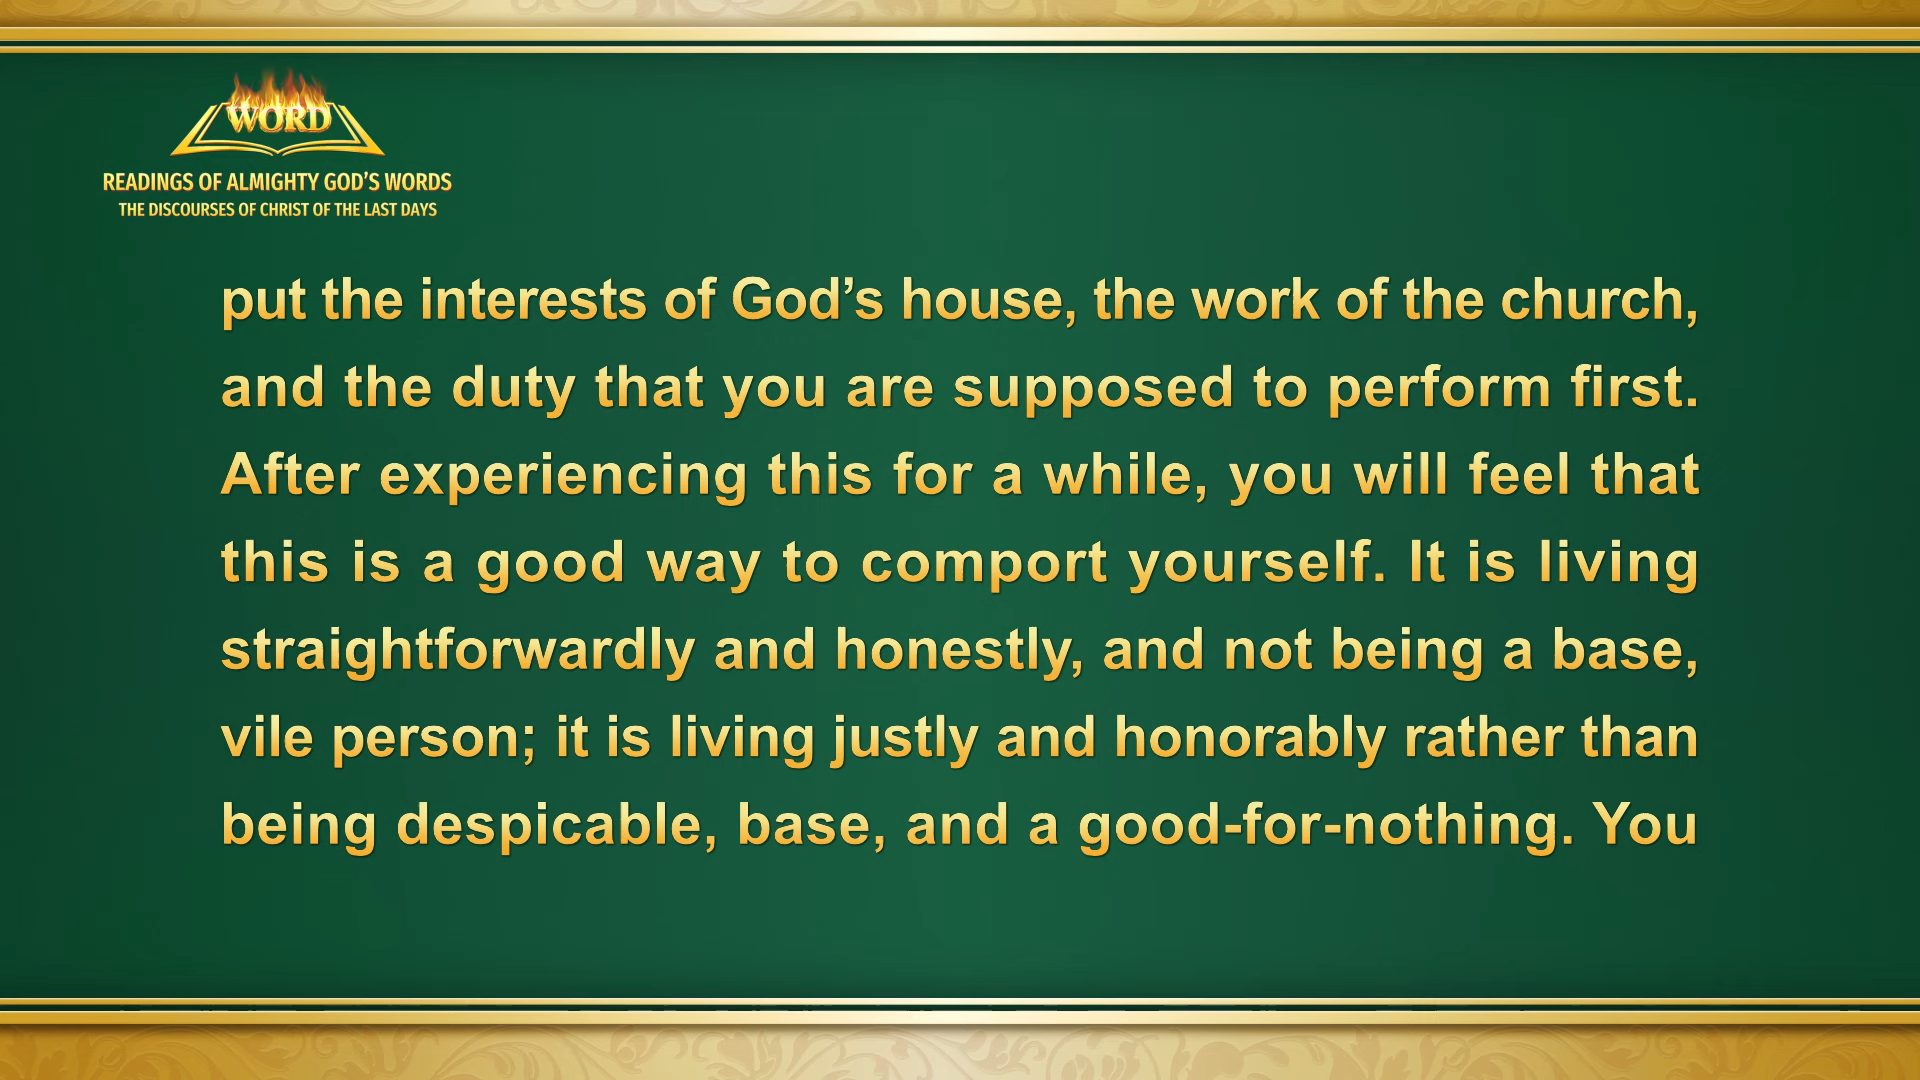 WORD
READINGS OF ALMIGHTY GOD’S WORDS
THE DISCOURSES OF CHRIST OF THE LAST DAYS
put the interests of God’s house, the work of the church,
and the duty that you are supposed to perform first.
After experiencing this for a while, you will feel that
this is a good way to comport yourself. It is living
straightforwardly and honestly, and not being a base,
vile person; it is living justly and honorably rather than
being despicable, base, and a good-for-nothing. You